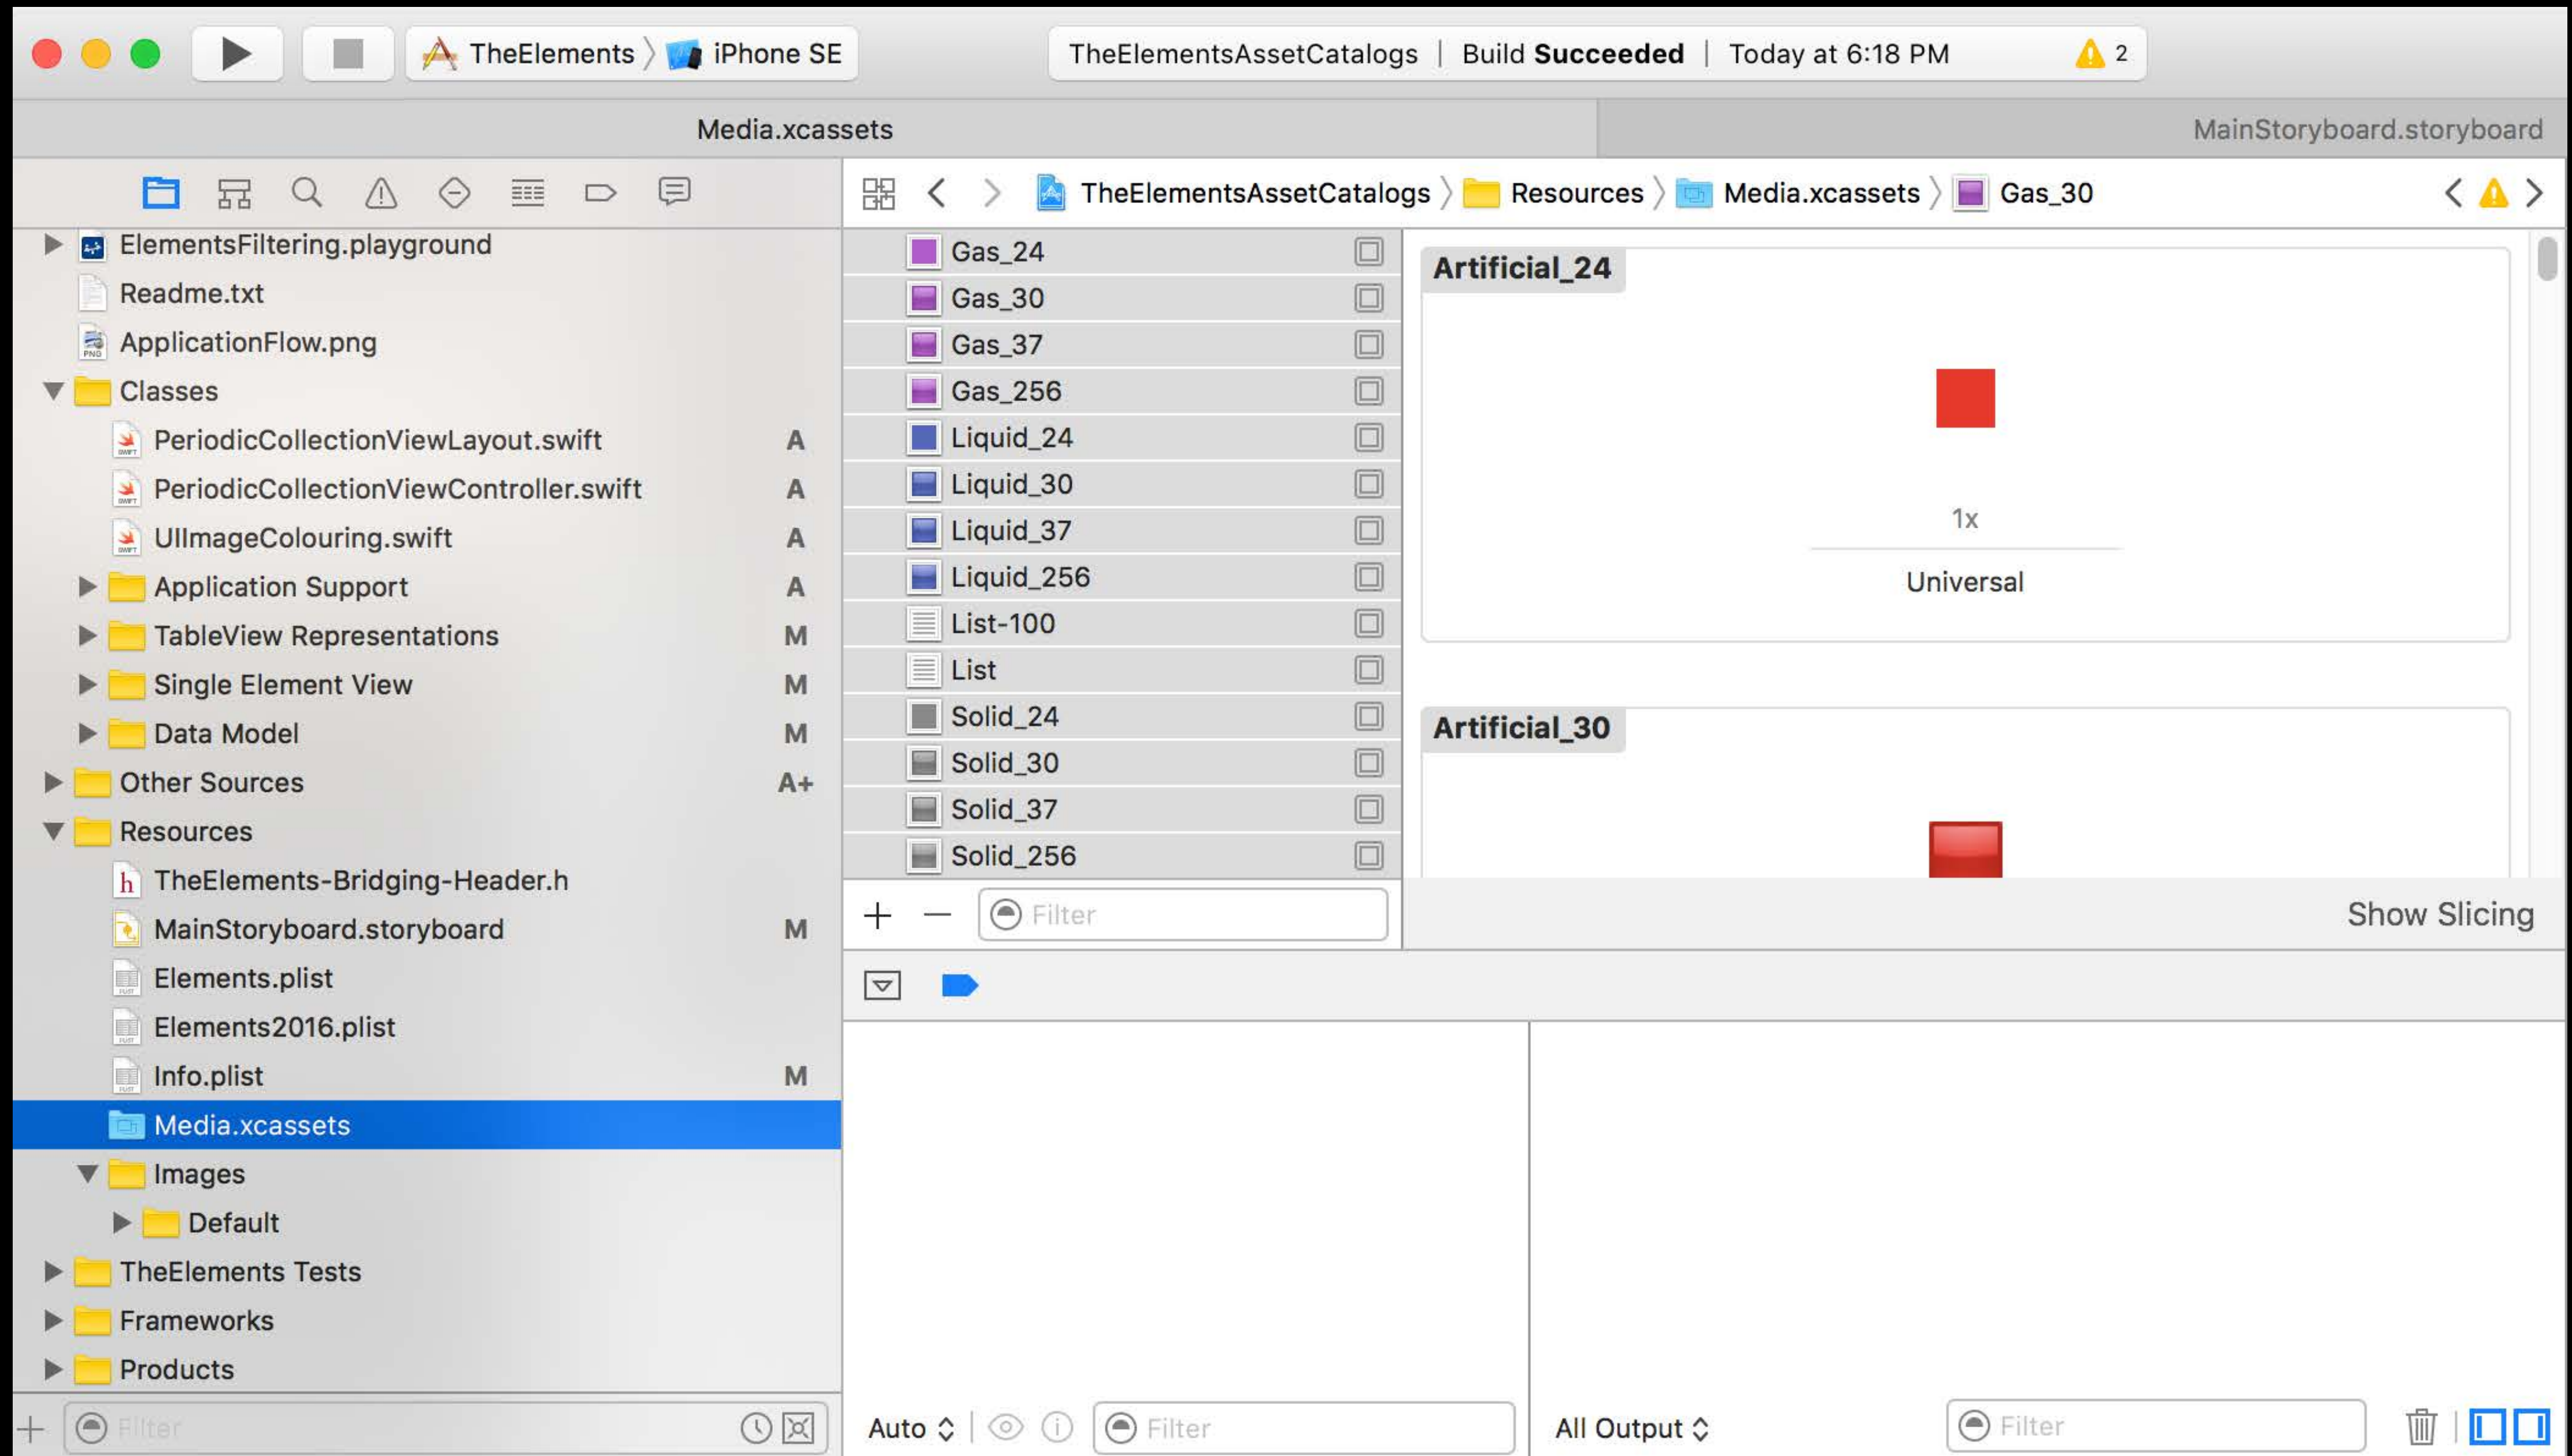 TheElements 〉 iPhone SE
TheElementsAssetCatalogs | Build Succeeded | Today at 6:18 PM
2
Media.xcassets
MainStoryboard.storyboard
TheElementsAssetCatalogs 〉 Resources 〉 Media.xcassets 〉 Gas_30
ElementsFiltering.playground
Readme.txt
ApplicationFlow.png
Classes
PeriodicCollectionViewLayout.swift A
PeriodicCollectionViewController.swift A
UIImageColouring.swift A
Application Support A
TableView Representations M
Single Element View M
Data Model M
Other Sources A+
Resources
TheElements-Bridging-Header.h
MainStoryboard.storyboard M
Elements.plist
Elements2016.plist
Info.plist M
Media.xcassets
Images
Default
TheElements Tests
Frameworks
Products
Filter
Gas_24
Gas_30
Gas_37
Gas_256
Liquid_24
Liquid_30
Liquid_37
Liquid_256
List-100
List
Solid_24
Solid_30
Solid_37
Solid_256
Filter
Artificial_24
1x
Universal
Artificial_30
Show Slicing
Auto
Filter
All Output
Filter